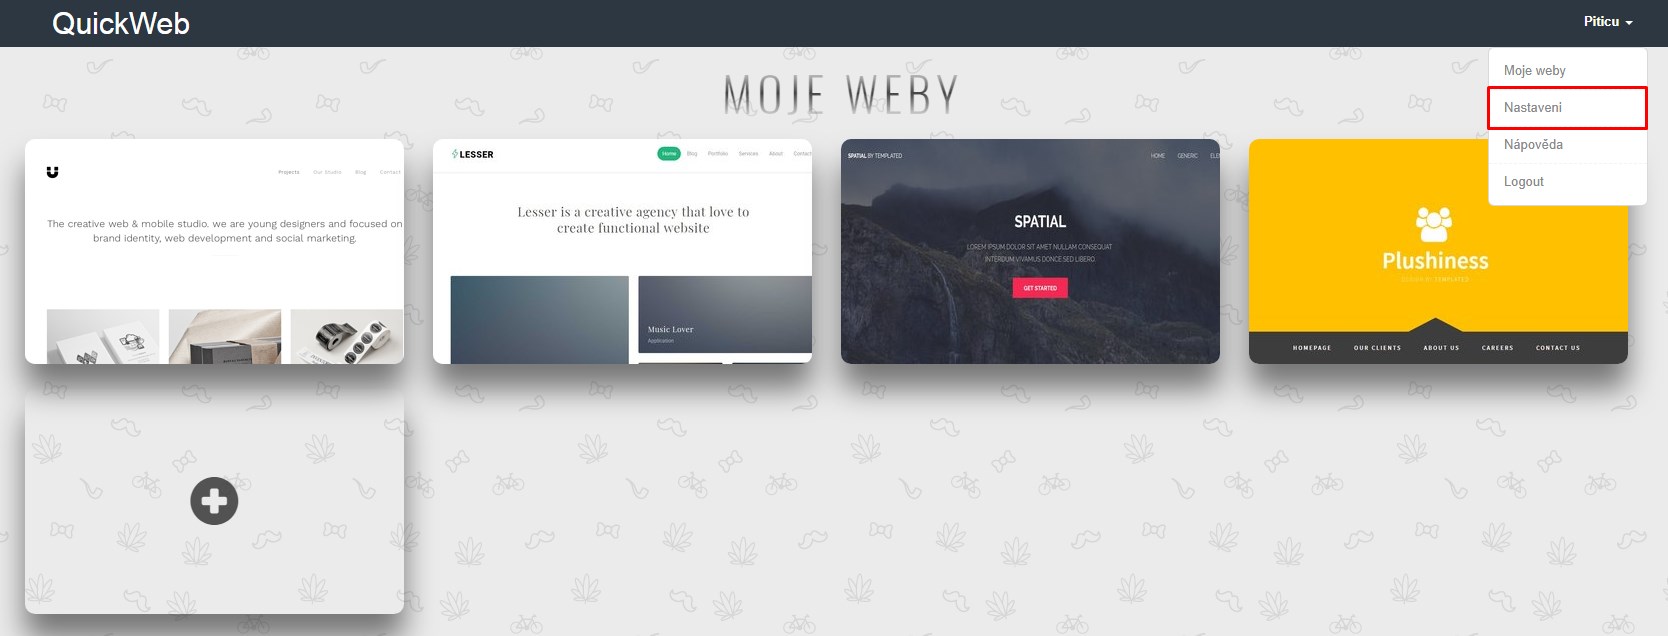 QuickWeb
Piticu
Moje weby
Nastaveni
Nápověda
Logout
MOJE WEBY
Projects Our Studio Blog Contact
The creative web & mobile studio. we are young designers and focused on
brand identity, web development and social marketing.
LESSER
Home Blog Portfolio Services About Contact
Lesser is a creative agency that love to
create functional website
Music Lover
Application
SPATIAL BY TEMPLATED
HOME GENERIC ELE
SPATIAL
LOREM IPSUM DOLOR SIT AMET NULLAM CONSEQUAT
INTERDUM VIVAMUS DONCE SED LIBERO.
GET STARTED
Plushiness
DESIGN BY TEMPLATED
HOMEPAGE OUR CLIENTS ABOUT US CAREERS CONTACT US